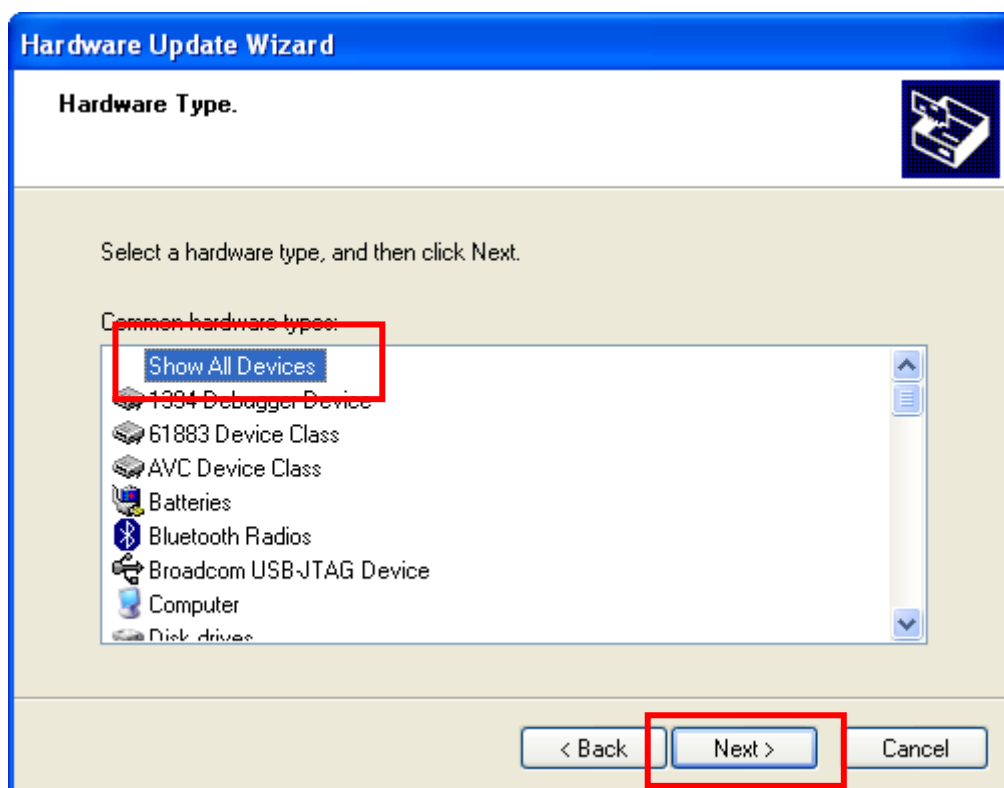 Hardware Update Wizard
Hardware Type.
Select a hardware type, and then click Next.
Common hardware types:
Show All Devices
1394 Debugger Device
61883 Device Class
AVC Device Class
Batteries
Bluetooth Radios
Broadcom USB-JTAG Device
Computer
Disk drives
< Back Next > Cancel